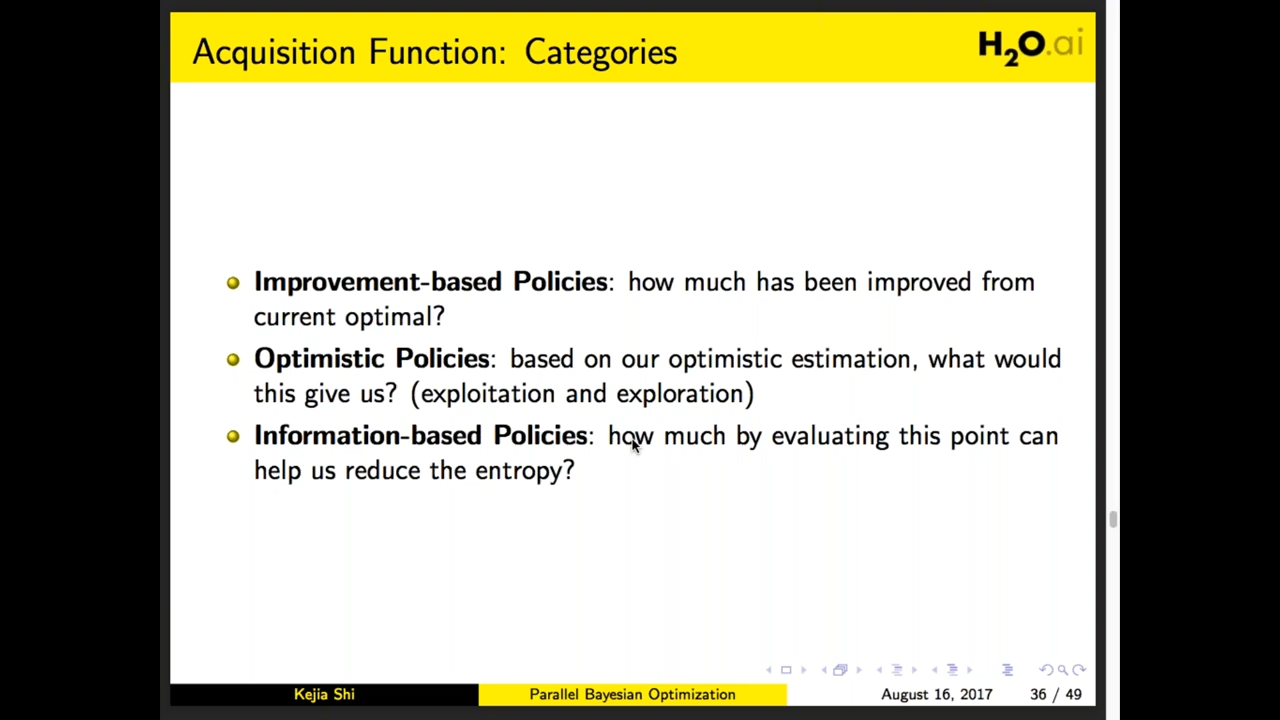 Acquisition Function: Categories
H2O.ai
Improvement-based Policies: how much has been improved from
current optimal?
Optimistic Policies: based on our optimistic estimation, what would
this give us? (exploitation and exploration)
Information-based Policies: how much by evaluating this point can
help us reduce the entropy?
Kejia Shi
Parallel Bayesian Optimization
August 16, 2017
36 / 49